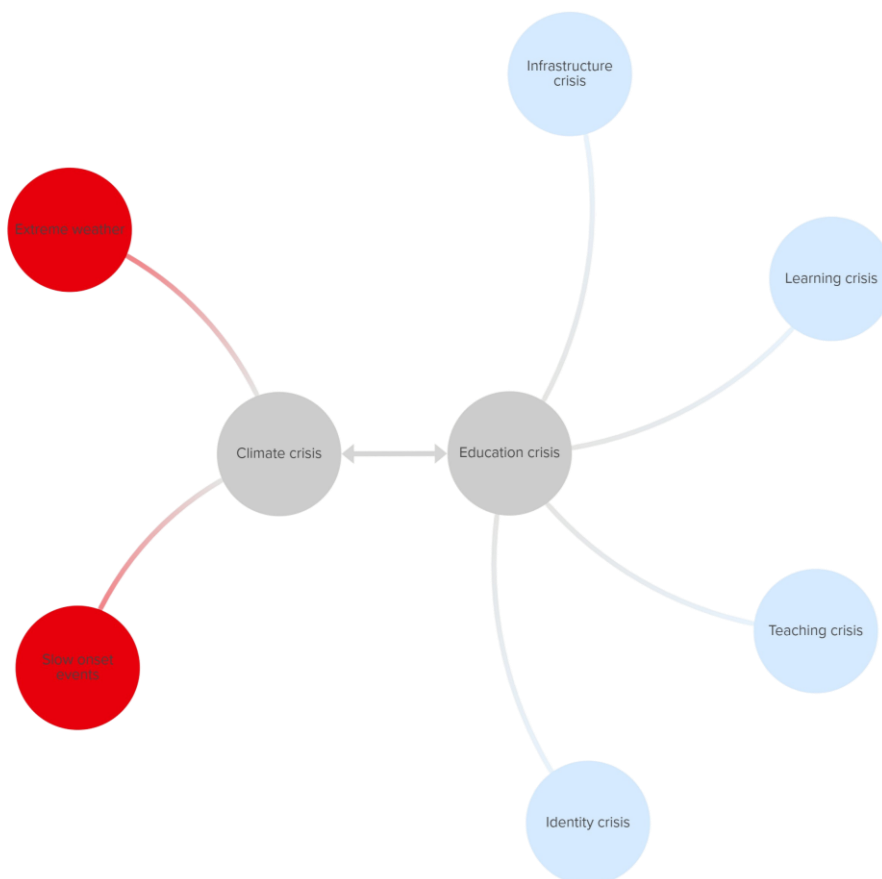 Infrastructure
crisis
Extreme weather
Learning crisis
Climate crisis
Education crisis
Teaching crisis
Slow onset
events
Identity crisis